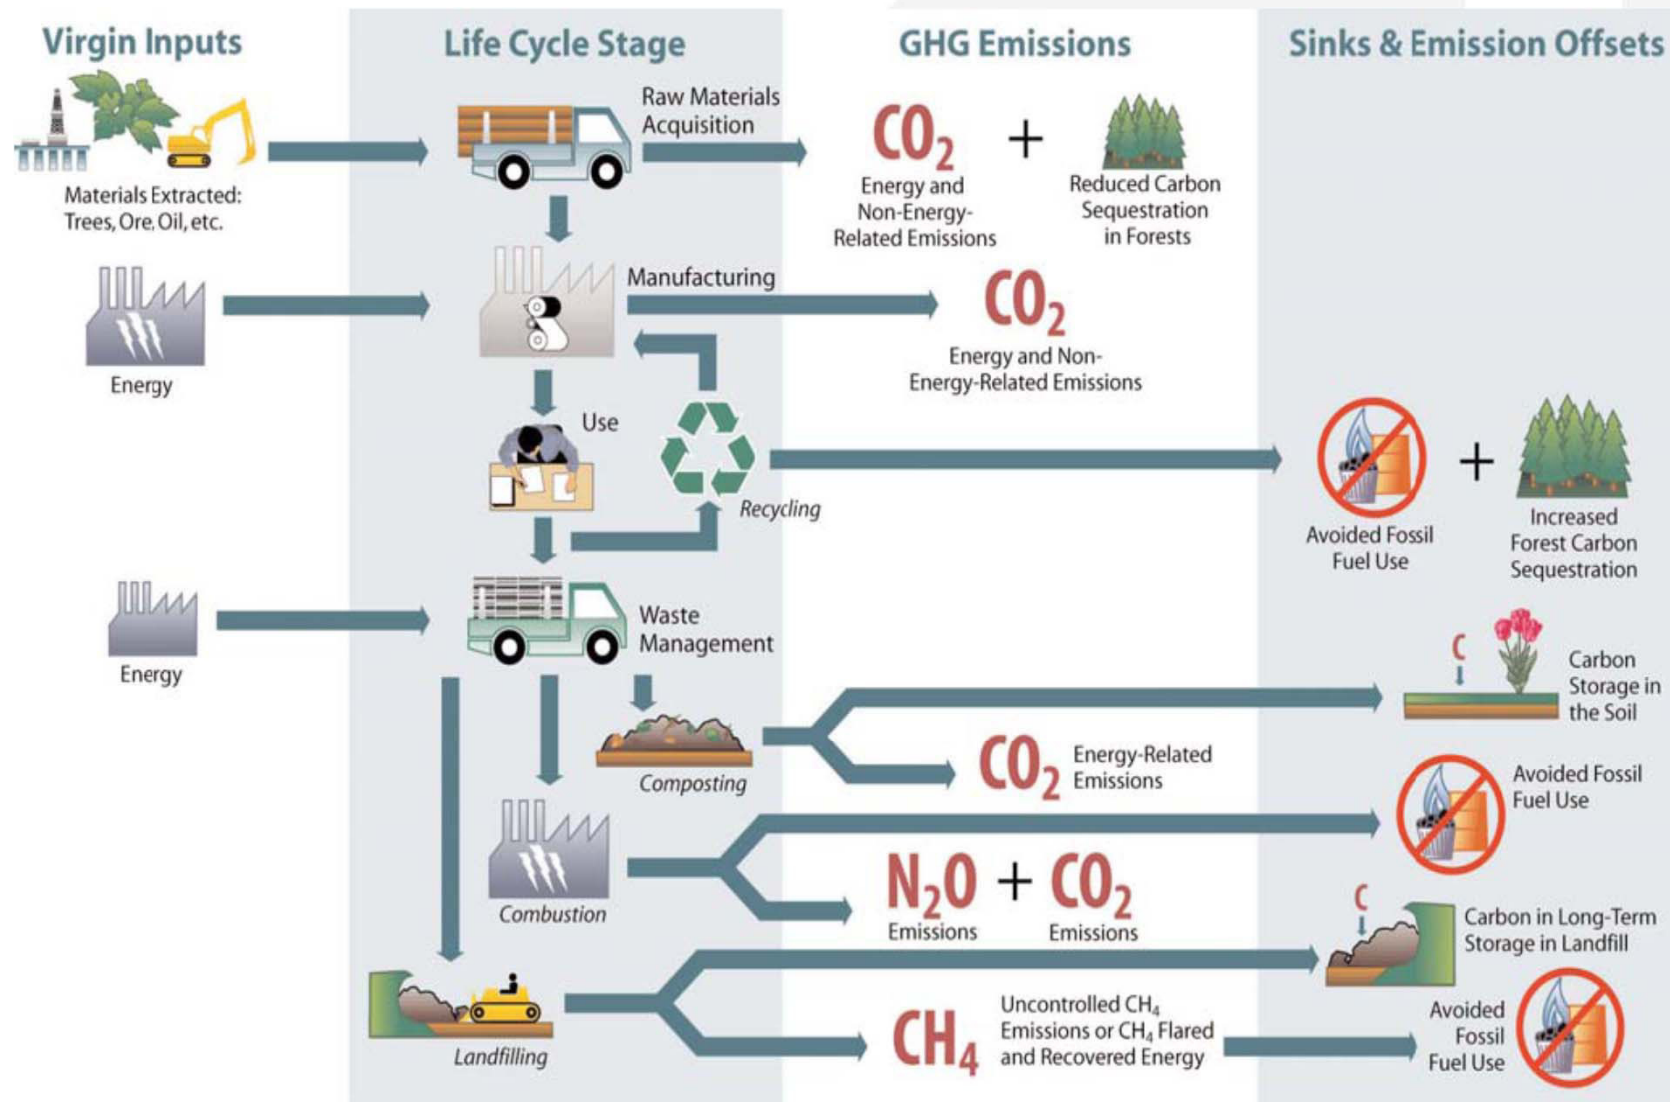 Virgin Inputs
Life Cycle Stage
GHG Emissions
Sinks & Emission Offsets
Materials Extracted:
Trees, Ore. Oil, etc.
Raw Materials
Acquisition
CO₂
Energy and
Non-Energy-
Related Emissions
+
Reduced Carbon
Sequestration
in Forests
Energy
Manufacturing
CO₂
Energy and Non-
Energy-Related Emissions
Use
Recycling
Avoided Fossil
Fuel Use
+
Increased
Forest Carbon
Sequestration
Energy
Waste
Management
Composting
C
Carbon
Storage in
the Soil
CO₂
Energy-Related
Emissions
Combustion
Avoided Fossil
Fuel Use
N₂O
Emissions
+
CO₂
Emissions
Landfilling
C
Carbon in Long-Term
Storage in Landfill
CH₄
Uncontrolled CH₄
Emissions or CH₄ Flared
and Recovered Energy
Avoided
Fossil
Fuel Use